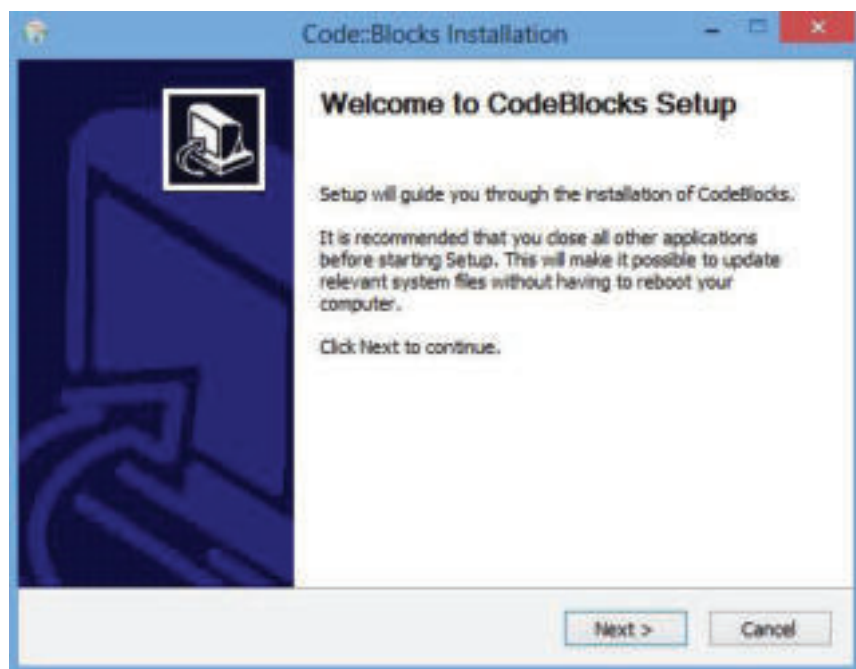 Code::Blocks Installation
Welcome to CodeBlocks Setup
Setup will guide you through the installation of CodeBlocks.
It is recommended that you close all other applications
before starting Setup. This will make it possible to update
relevant system files without having to reboot your
computer.
Click Next to continue.
Next >
Cancel